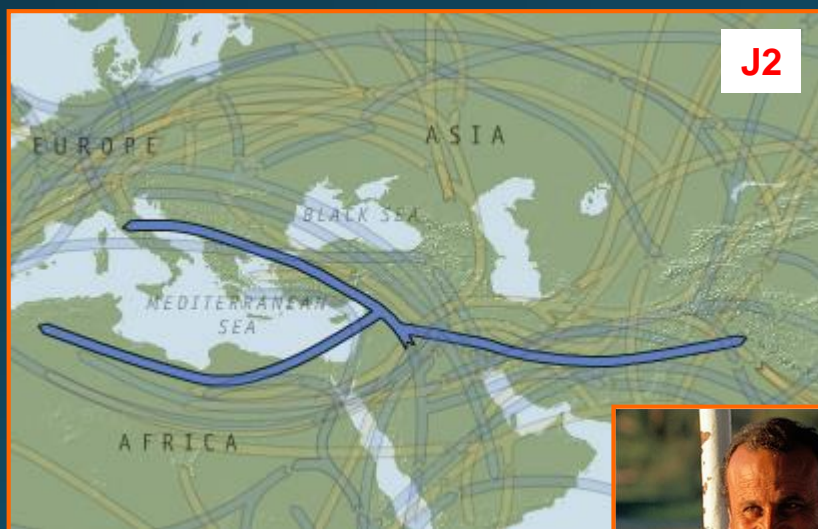 J2
EUROPE
ASIA
BLACK SEA
MEDITERRANEAN
SEA
AFRICA